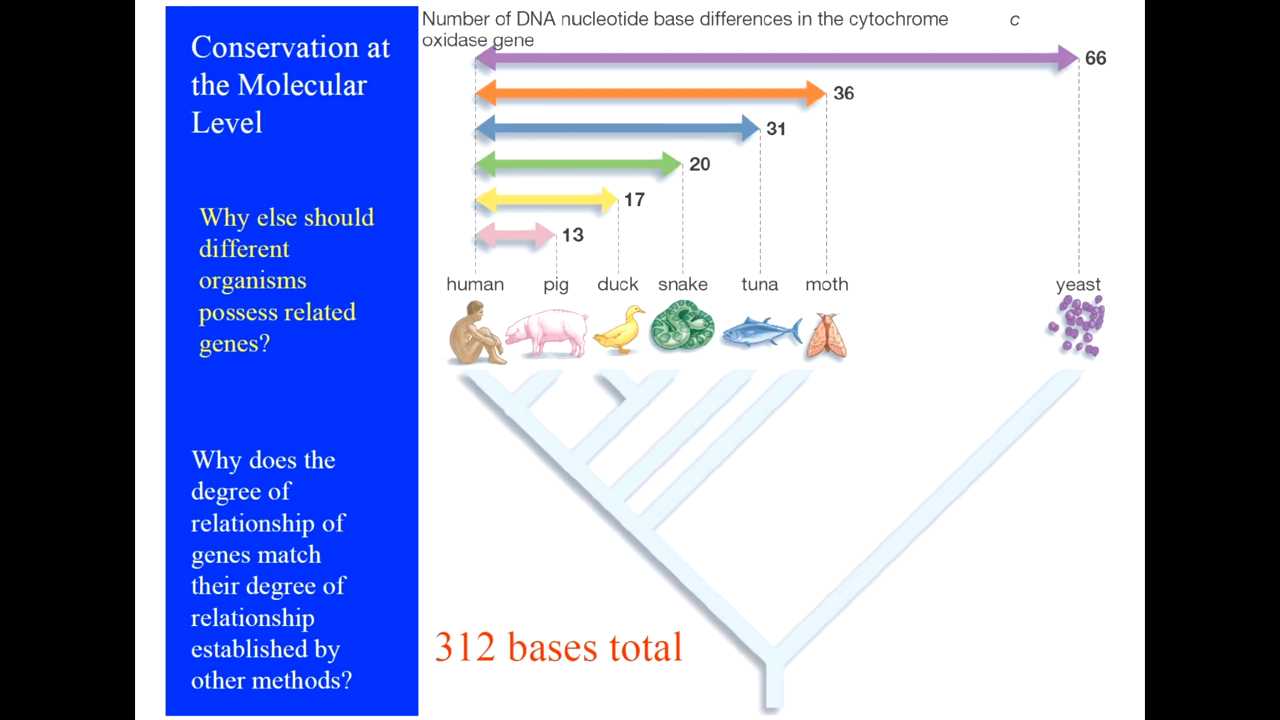 Conservation at
the Molecular
Level
Why else should
different
organisms
possess related
genes?
Why does the
degree of
relationship of
genes match
their degree of
relationship
established by
other methods?
Number of DNA nucleotide base differences in the cytochrome c
oxidase gene
66
36
31
20
17
13
human pig duck snake tuna moth yeast
312 bases total